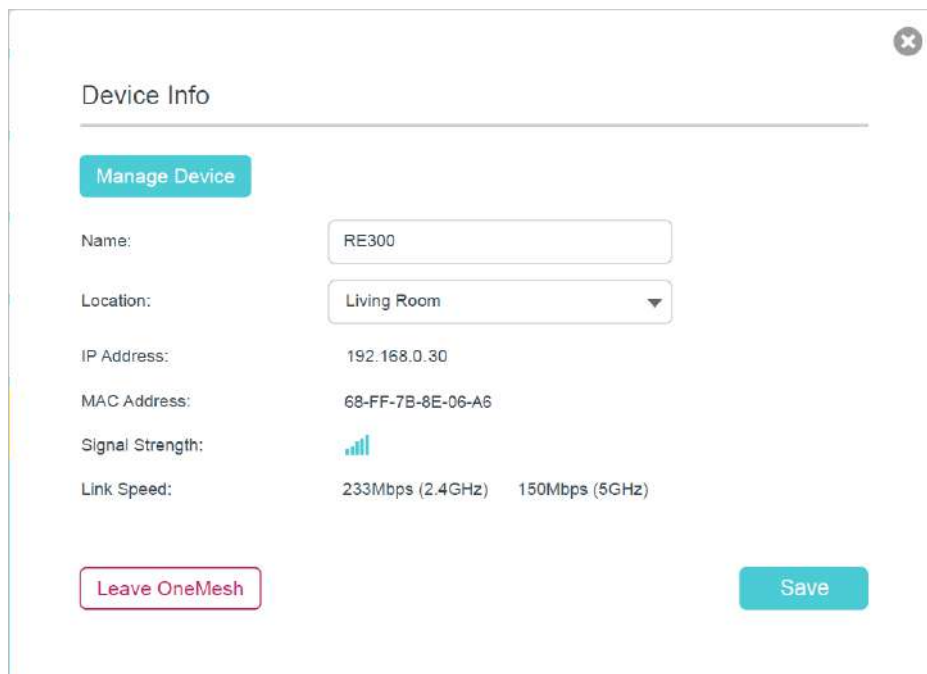 Device Info
Manage Device
Name: RE300
Location: Living Room
IP Address: 192.168.0.30
MAC Address: 68-FF-7B-8E-06-A6
Signal Strength:
Link Speed: 233Mbps (2.4GHz) 150Mbps (5GHz)
Leave OneMesh Save